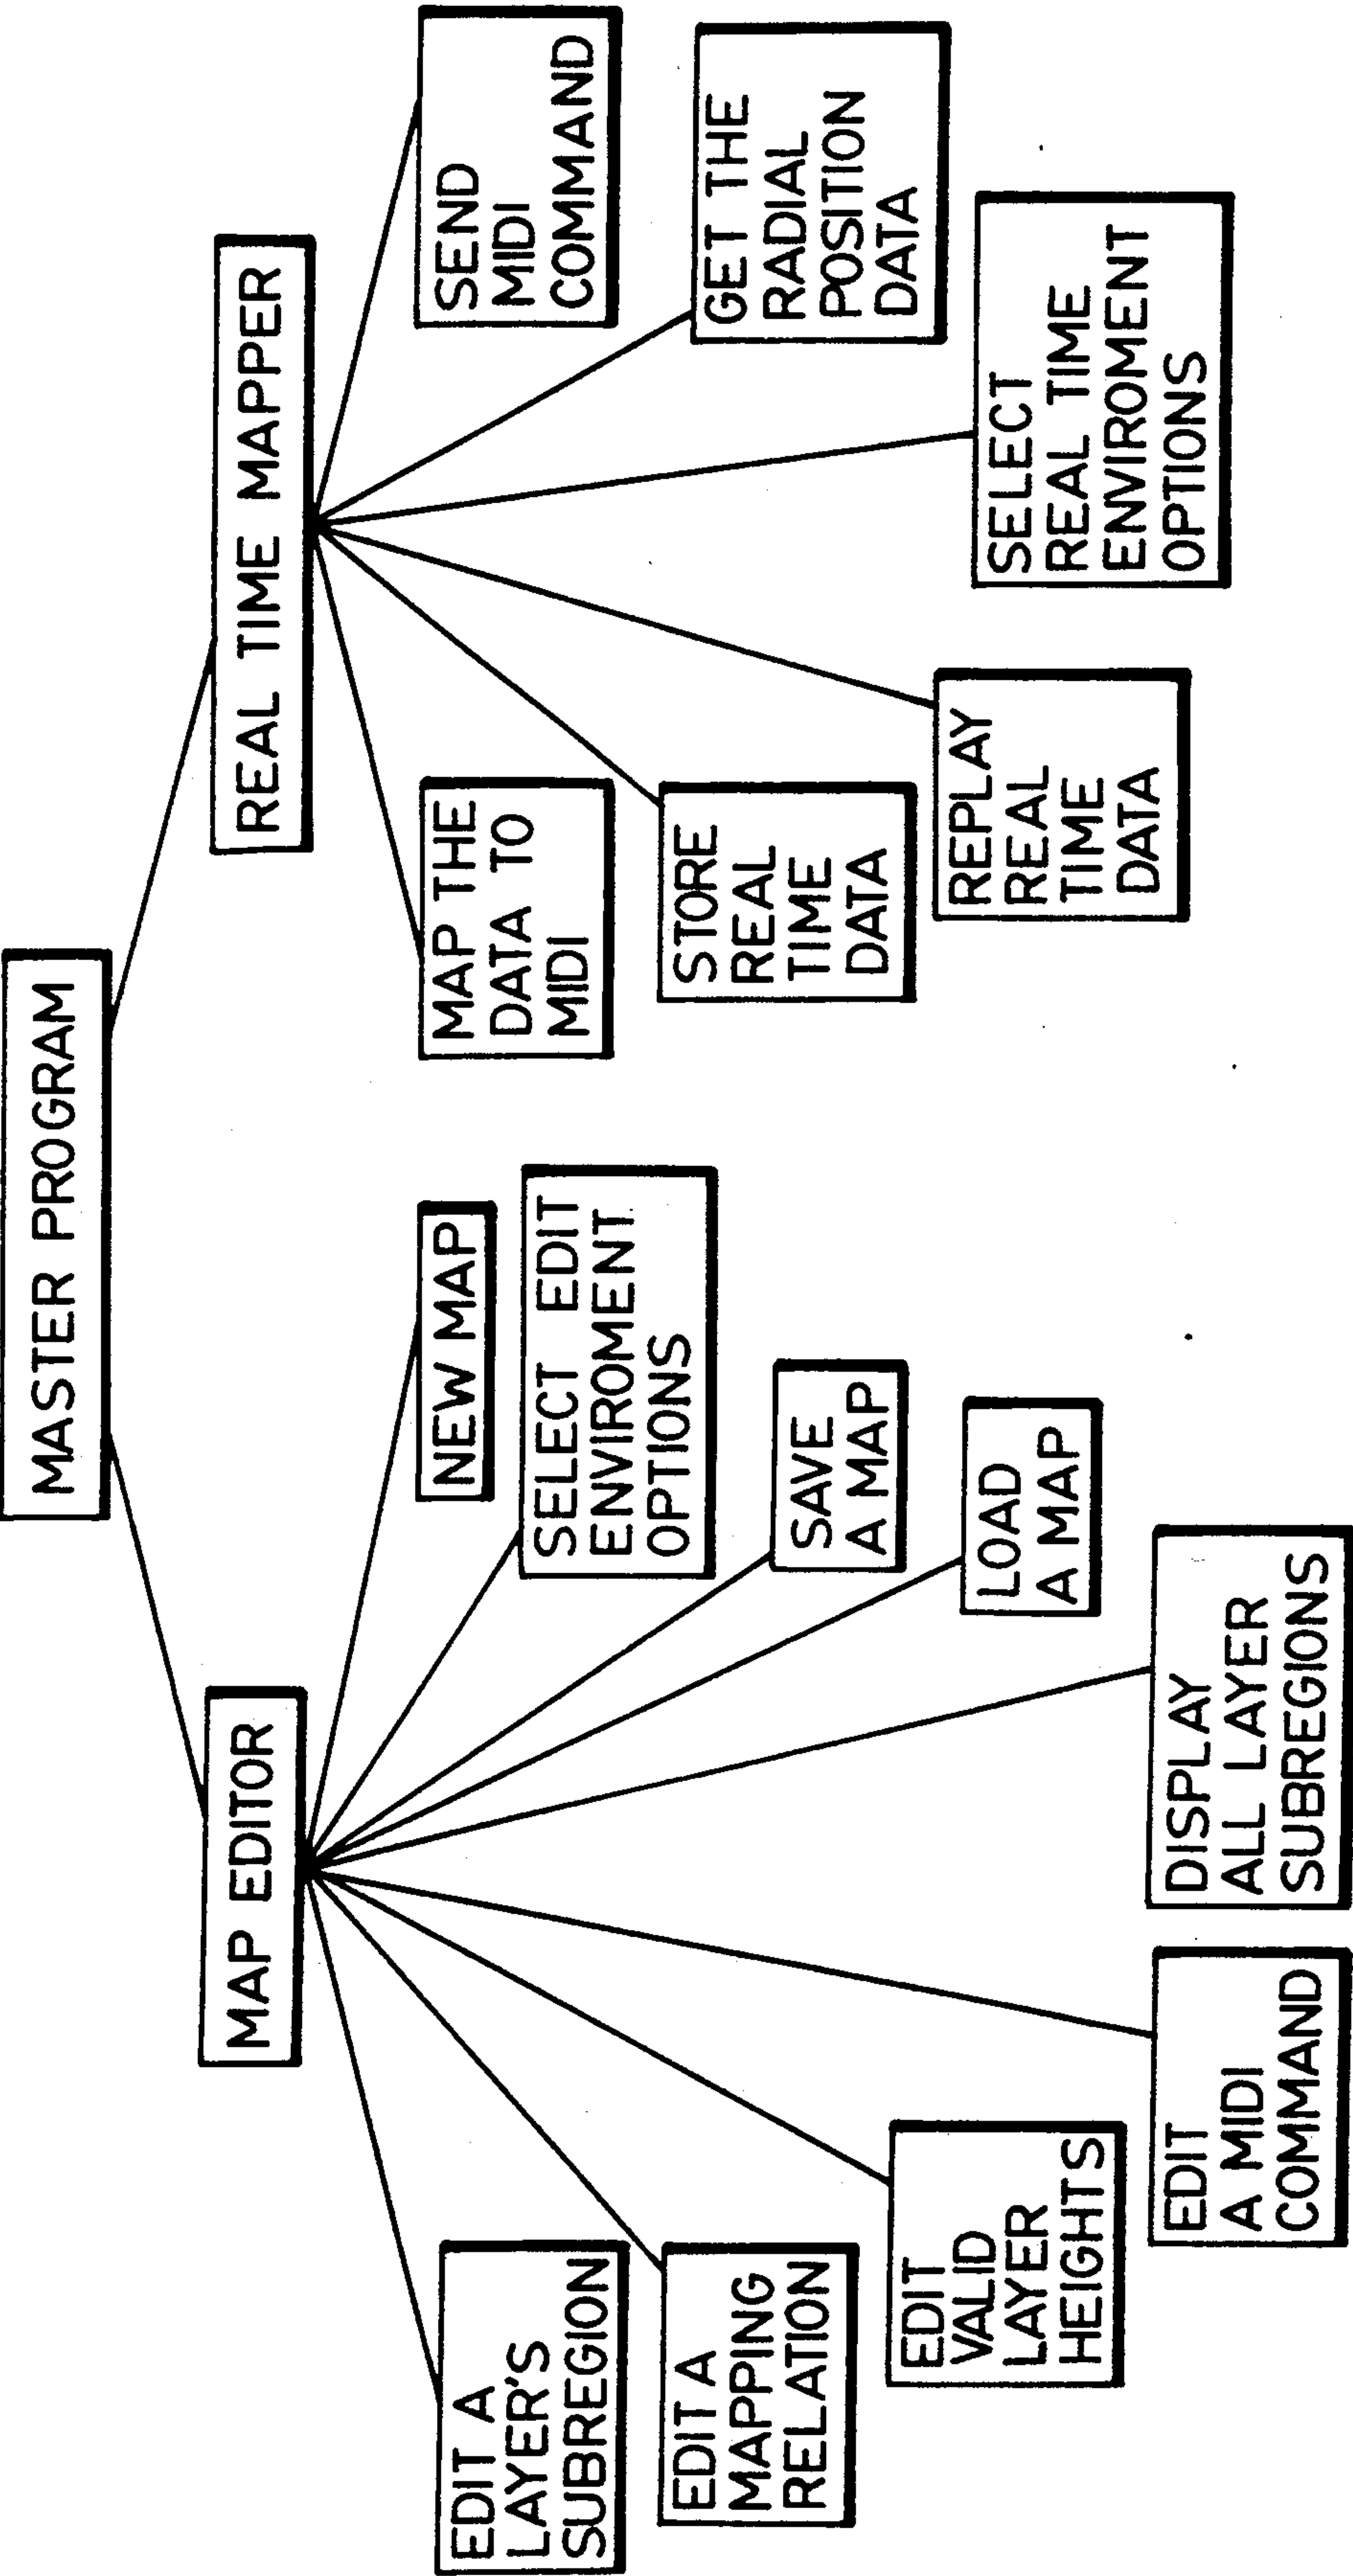 MASTER PROGRAM
MAP EDITOR
REAL TIME MAPPER
EDIT A
LAYER'S
SUBREGION
EDIT A
MAPPING
RELATION
EDIT
VALID
LAYER
HEIGHTS
EDIT
A MIDI
COMMAND
DISPLAY
ALL LAYER
SUBREGIONS
LOAD
A MAP
SAVE
A MAP
SELECT EDIT
ENVIROMENT
OPTIONS
NEW MAP
MAP THE
DATA TO
MIDI
STORE
REAL
TIME
DATA
REPLAY
REAL
TIME
DATA
SELECT
REAL TIME
ENVIROMENT
OPTIONS
GET THE
RADIAL
POSITION
DATA
SEND
MIDI
COMMAND